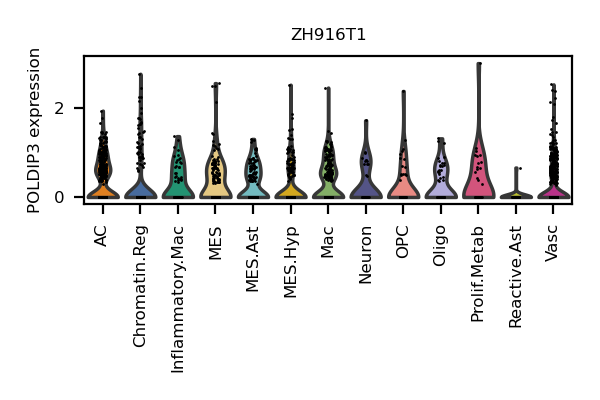 ZH916T1
POLDIP3 expression
2
0
AC
Chromatin.Reg
Inflammatory.Mac
MES
MES.Ast
MES.Hyp
Mac
Neuron
OPC
Oligo
Prolif.Metab
Reactive.Ast
Vasc